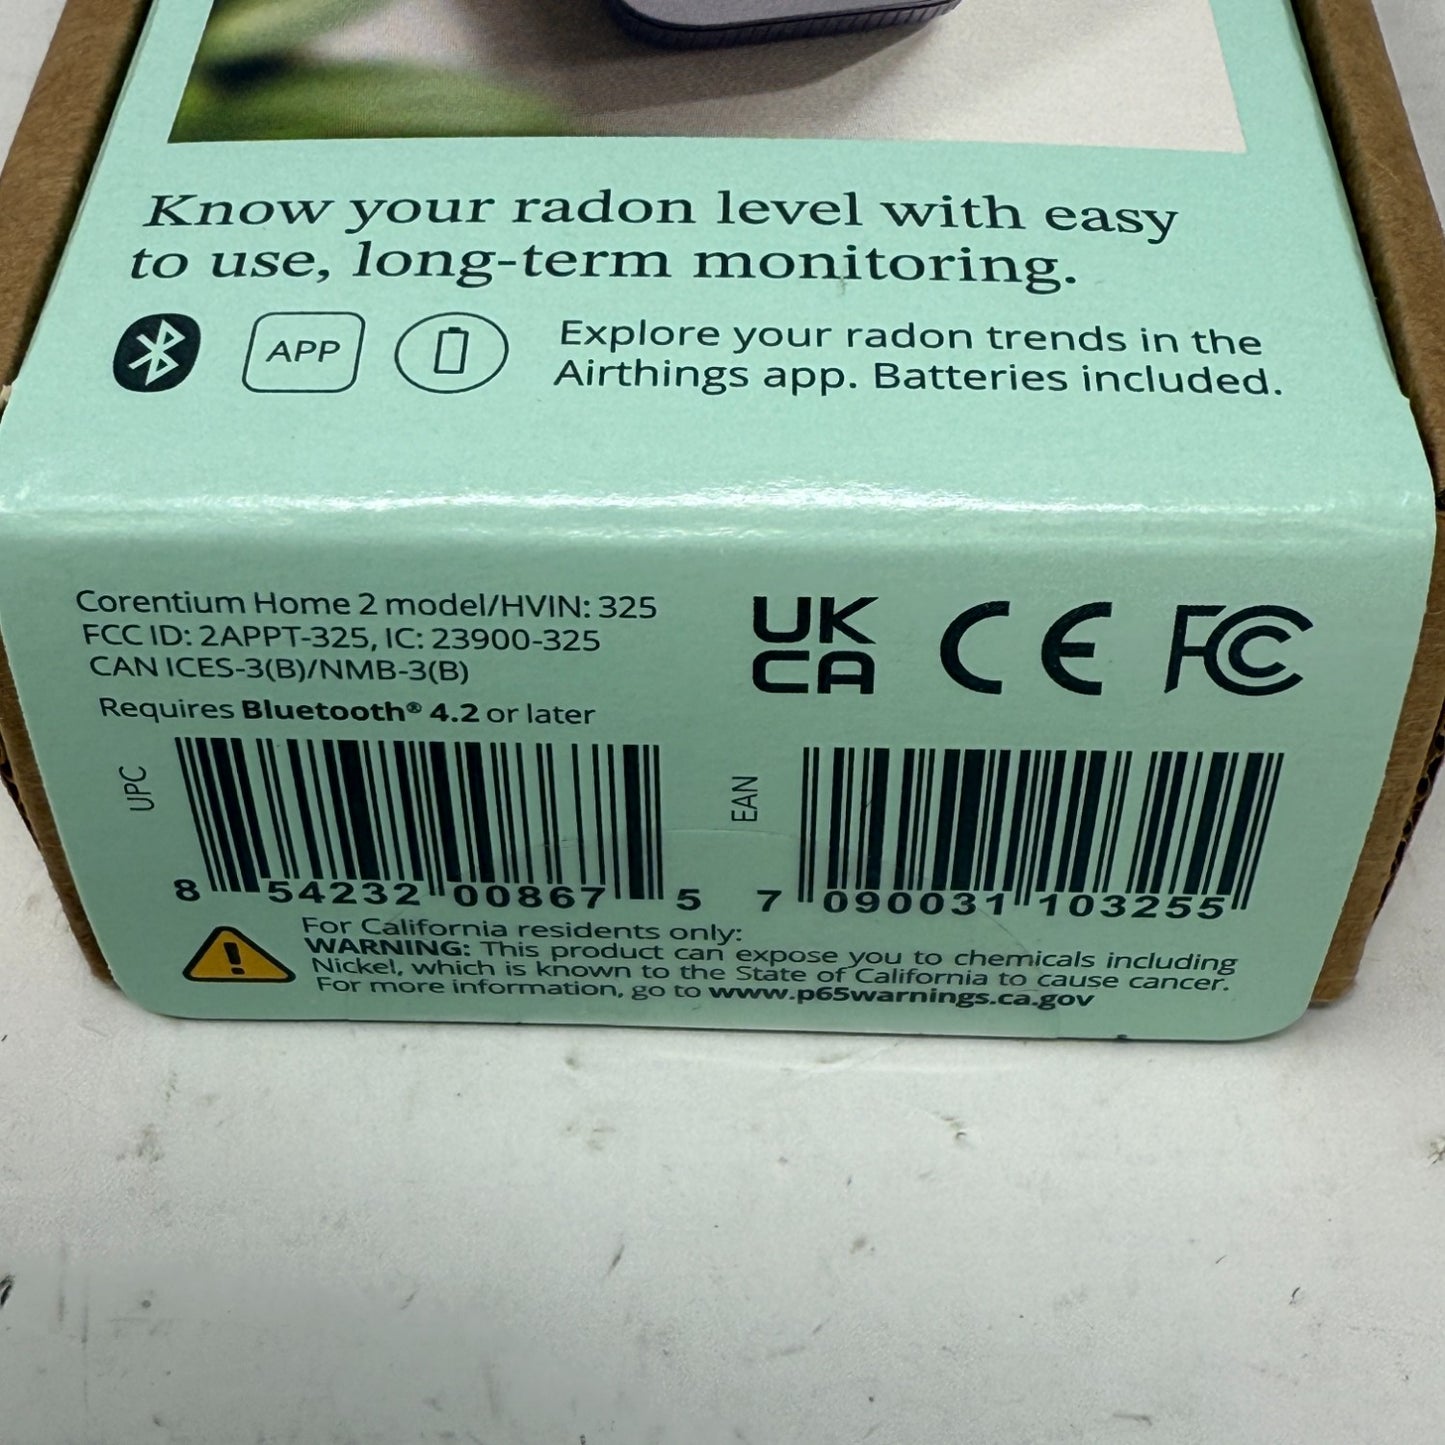 Know your radon level with easy
to use, long-term monitoring.
APP
Explore your radon trends in the
Airthings app. Batteries included.
Corentium Home 2 model/HVIN: 325
FCC ID: 2APPT-325, IC: 23900-325
CAN ICES-3(B)/NMB-3(B)
Requires Bluetooth® 4.2 or later
UK
CA
CE
FC
UPC
8 54232 00867 5
EAN
7 090031 103255
For California residents only:
WARNING: This product can expose you to chemicals including
Nickel, which is known to the State of California to cause cancer.
For more information, go to www.p65warnings.ca.gov